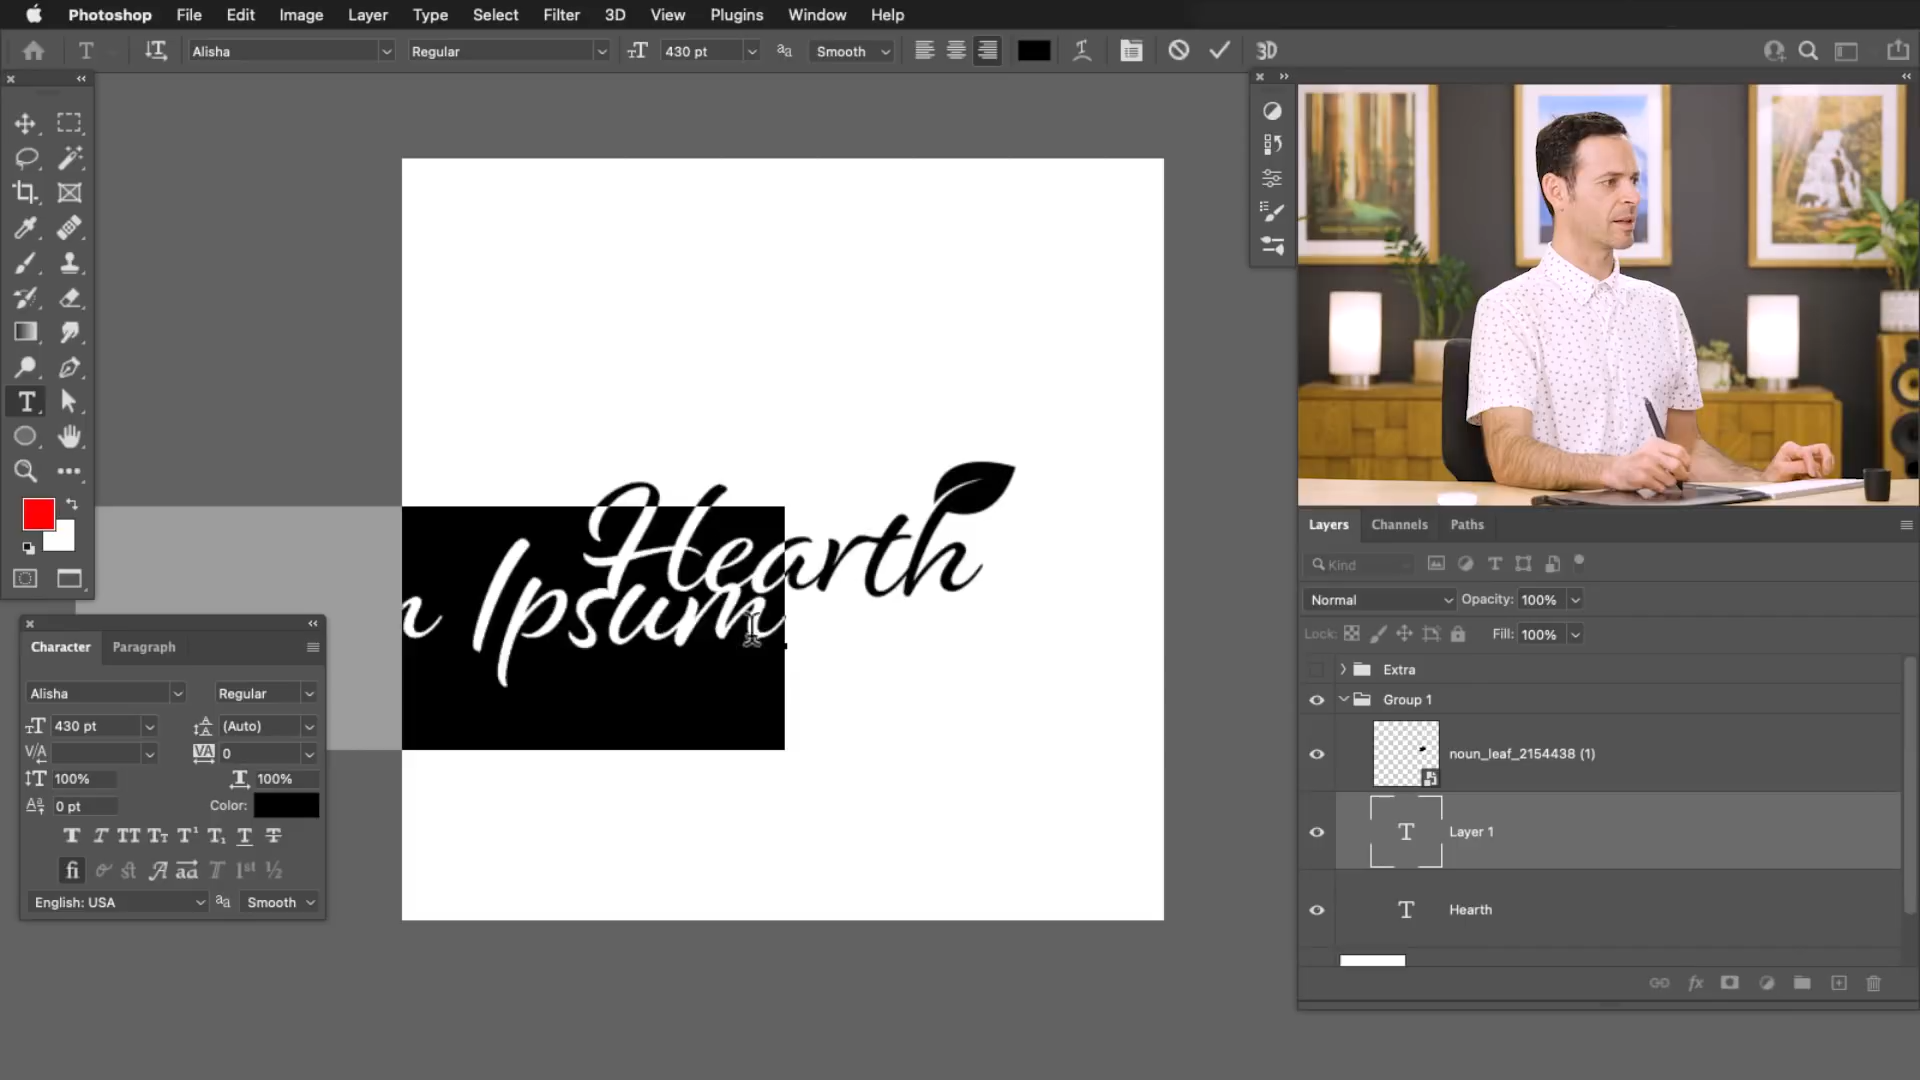 Photoshop File Edit Image Layer Type Select Filter 3D View Plugins Window Help
Alisha Regular 430 pt Smooth 3D
Hearth
m Ipsum
Character Paragraph
Alisha Regular
430 pt (Auto)
0
100% 100%
0 pt Color:
English: USA Smooth
Layers Channels Paths
Kind
Normal Opacity: 100%
Lock: Fill: 100%
Extra
Group 1
noun_leaf_2154438 (1)
Layer 1
Hearth